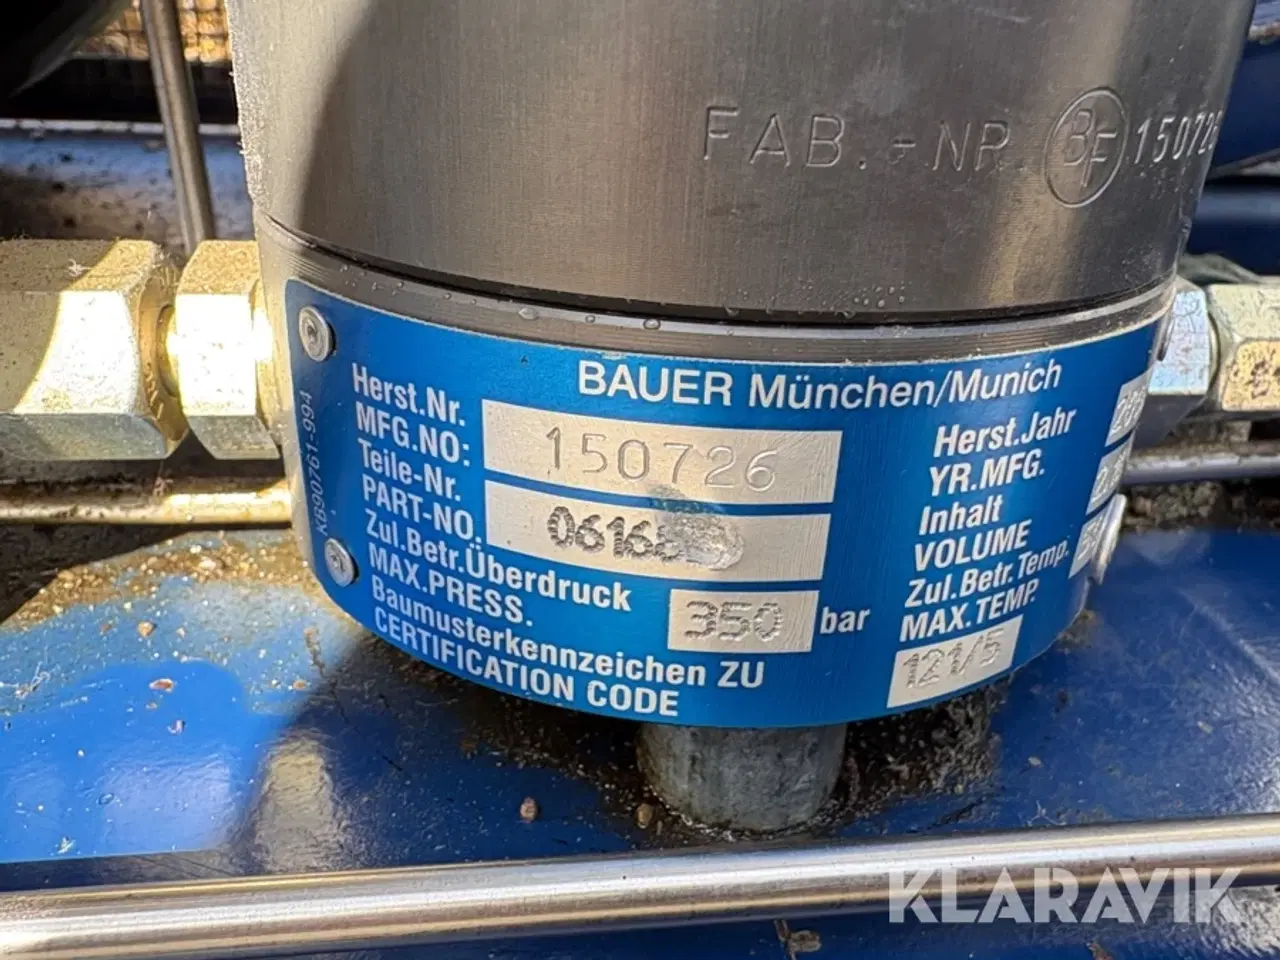 FAB.-NR BF 150726
BAUER München/Munich
Herst.Nr.
MFG.NO:
150726
Teile-Nr.
PART-NO.
Zul.Betr.Überdruck
MAX.PRESS.
350 bar
Baumusterkennzeichen ZU
CERTIFICATION CODE
121/5
Herst.Jahr
YR.MFG.
Inhalt
VOLUME
Zul.Betr.Temp.
MAX.TEMP.
KB90761-994
KLARAVIK